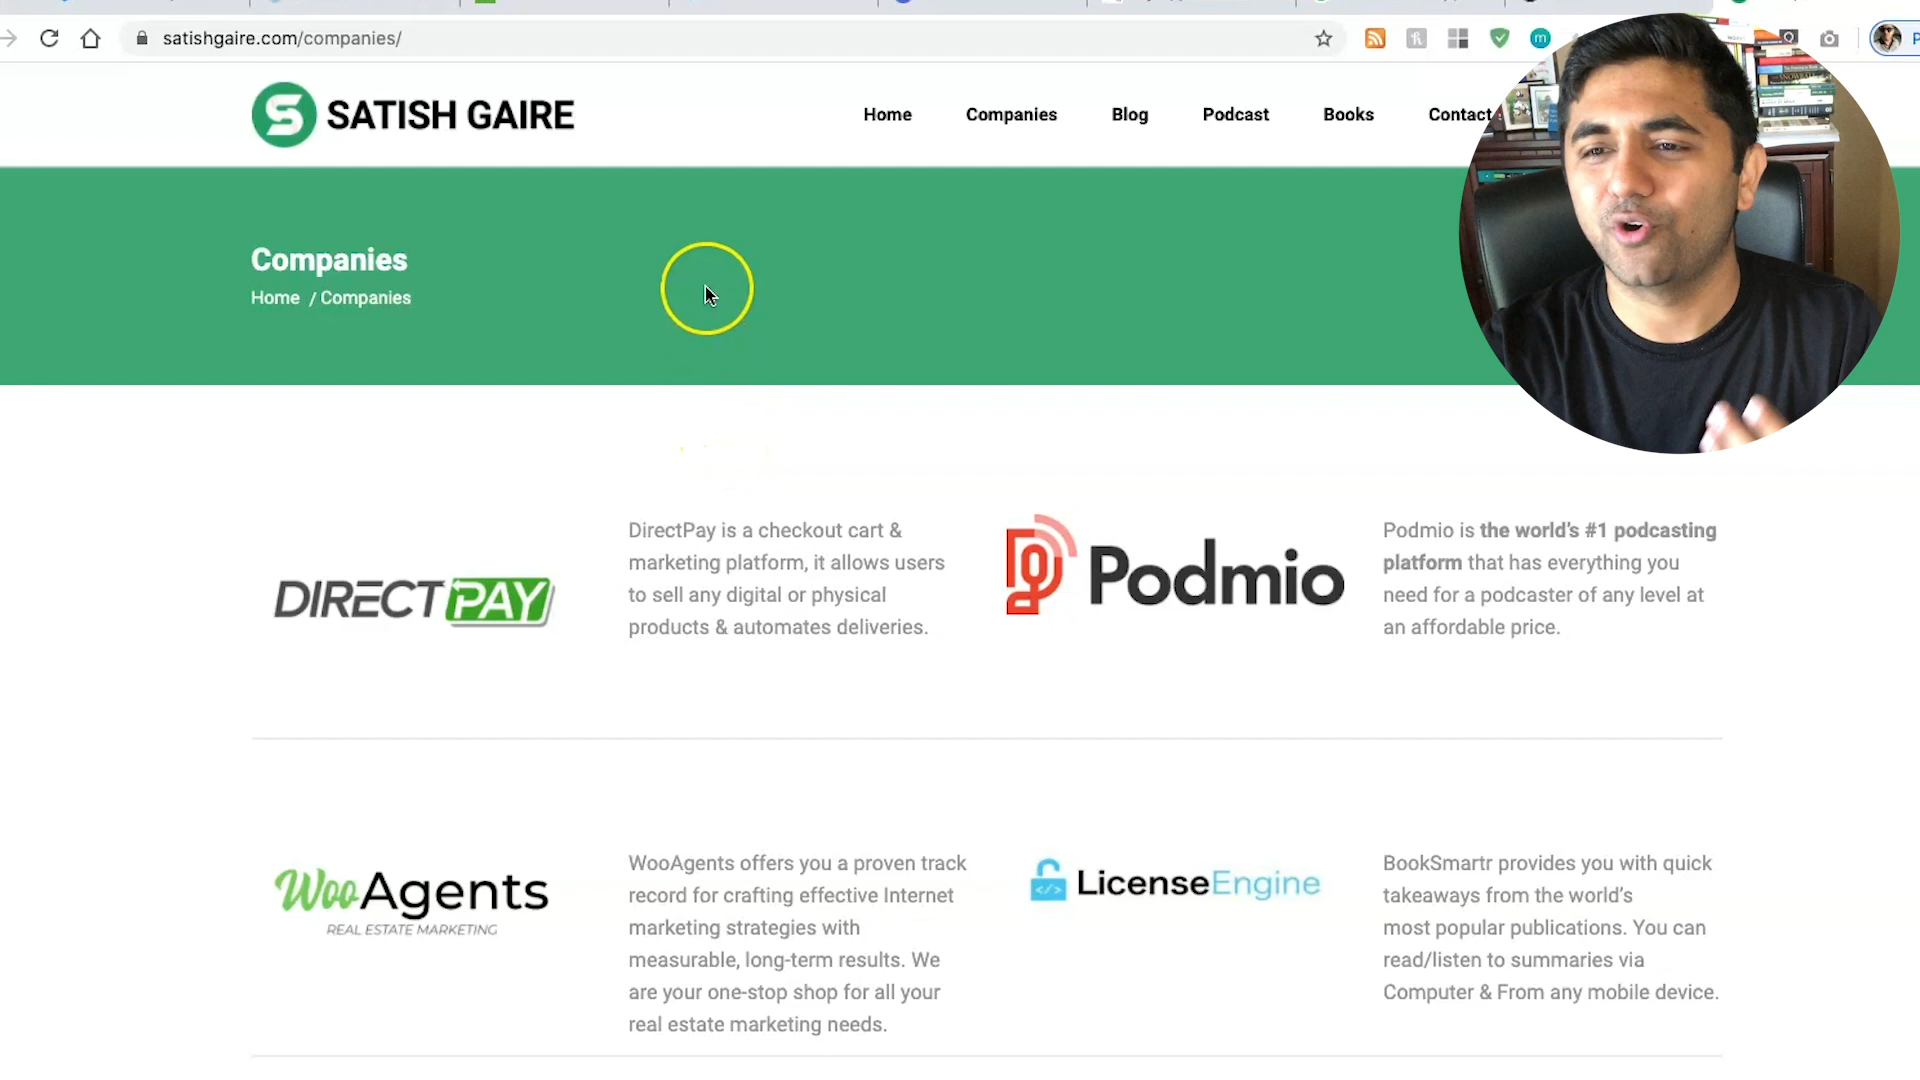 satishgaire.com/companies/
SATISH GAIRE
Home Companies Blog Podcast Books Contact
Companies
Home / Companies
DIRECTPAY
DirectPay is a checkout cart &
marketing platform, it allows users
to sell any digital or physical
products & automates deliveries.
Podmio
Podmio is the world's #1 podcasting
platform that has everything you
need for a podcaster of any level at
an affordable price.
WooAgents
REAL ESTATE MARKETING
WooAgents offers you a proven track
record for crafting effective Internet
marketing strategies with
measurable, long-term results. We
are your one-stop shop for all your
real estate marketing needs.
LicenseEngine
BookSmartr provides you with quick
takeaways from the world's
most popular publications. You can
read/listen to summaries via
Computer & From any mobile device.